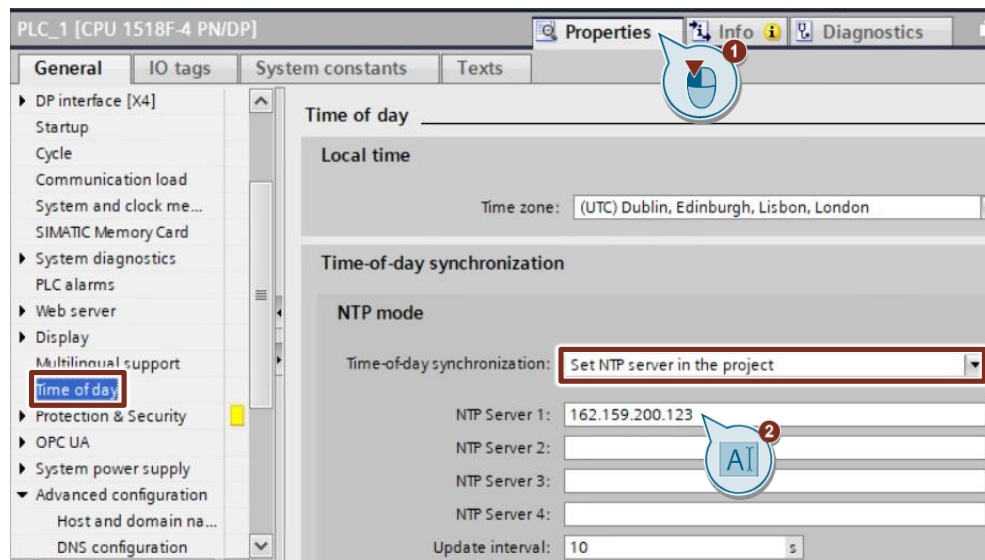 PLC_1 [CPU 1518F-4 PN/DP]
Properties
Info
Diagnostics
1
General
IO tags
System constants
Texts
DP interface [X4]
Startup
Cycle
Communication load
System and clock me...
SIMATIC Memory Card
System diagnostics
PLC alarms
Web server
Display
Multilingual support
Time of day
Protection & Security
OPC UA
System power supply
Advanced configuration
Host and domain na...
DNS configuration
Time of day
Local time
Time zone: (UTC) Dublin, Edinburgh, Lisbon, London
Time-of-day synchronization
NTP mode
Time-of-day synchronization: Set NTP server in the project
NTP Server 1: 162.159.200.123
2
A
NTP Server 2:
NTP Server 3:
NTP Server 4:
Update interval: 10 s